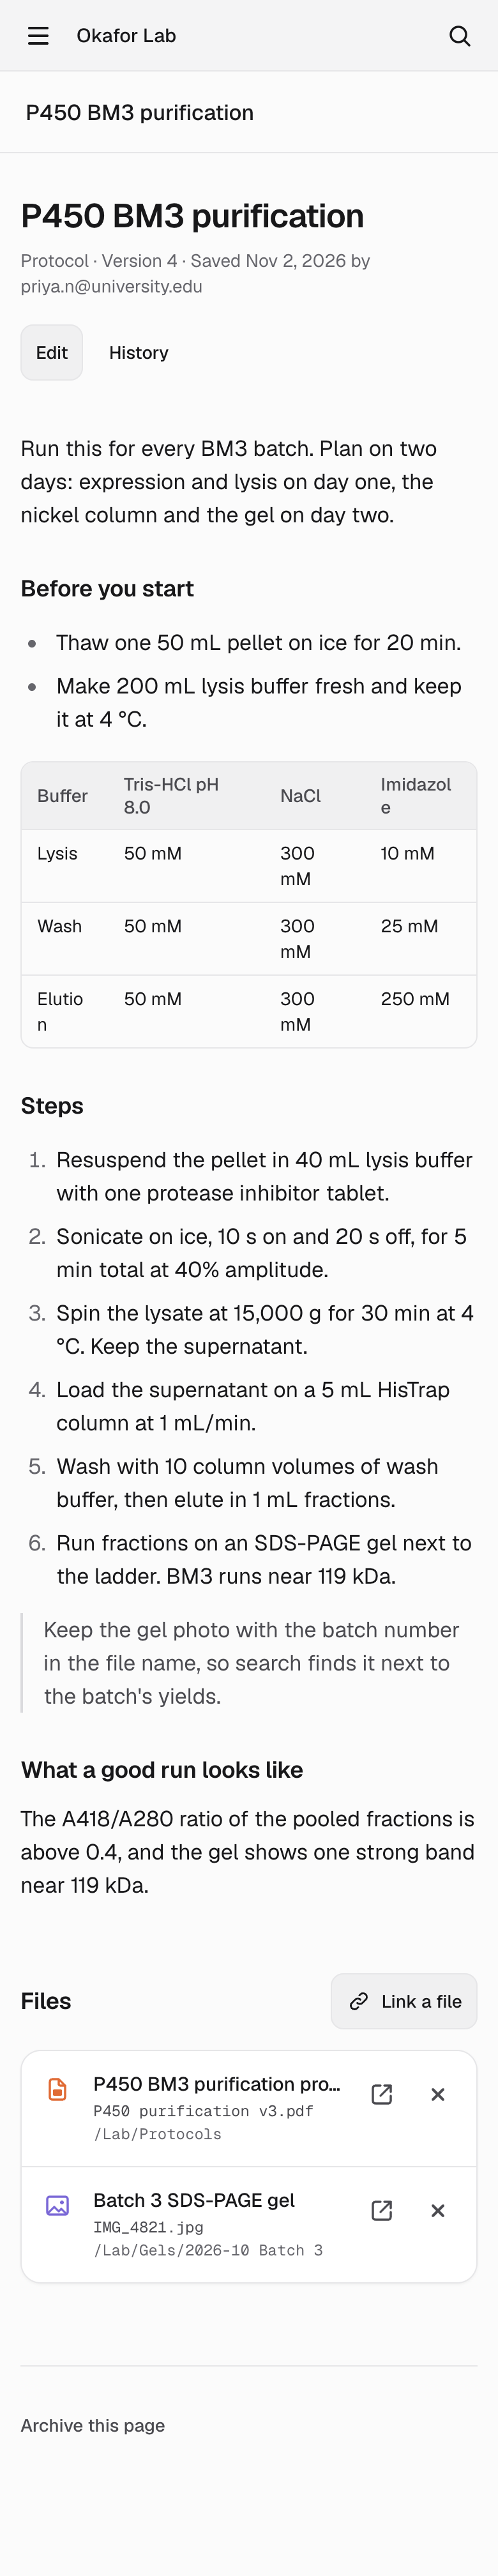 Okafor Lab
P450 BM3 purification
P450 BM3 purification
Protocol · Version 4 · Saved Nov 2, 2026 by
priya.n@university.edu
Edit History
Run this for every BM3 batch. Plan on two
days: expression and lysis on day one, the
nickel column and the gel on day two.
Before you start
• Thaw one 50 mL pellet on ice for 20 min.
• Make 200 mL lysis buffer fresh and keep
it at 4 °C.
Buffer Tris-HCl pH 8.0 NaCl Imidazole
Lysis 50 mM 300 mM 10 mM
Wash 50 mM 300 mM 25 mM
Elution 50 mM 300 mM 250 mM
Steps
1. Resuspend the pellet in 40 mL lysis buffer
with one protease inhibitor tablet.
2. Sonicate on ice, 10 s on and 20 s off, for 5
min total at 40% amplitude.
3. Spin the lysate at 15,000 g for 30 min at 4
°C. Keep the supernatant.
4. Load the supernatant on a 5 mL HisTrap
column at 1 mL/min.
5. Wash with 10 column volumes of wash
buffer, then elute in 1 mL fractions.
6. Run fractions on an SDS-PAGE gel next to
the ladder. BM3 runs near 119 kDa.
Keep the gel photo with the batch number
in the file name, so search finds it next to
the batch's yields.
What a good run looks like
The A418/A280 ratio of the pooled fractions is
above 0.4, and the gel shows one strong band
near 119 kDa.
Files
Link a file
P450 BM3 purification pro...
P450 purification v3.pdf
/Lab/Protocols
Batch 3 SDS-PAGE gel
IMG_4821.jpg
/Lab/Gels/2026-10 Batch 3
Archive this page